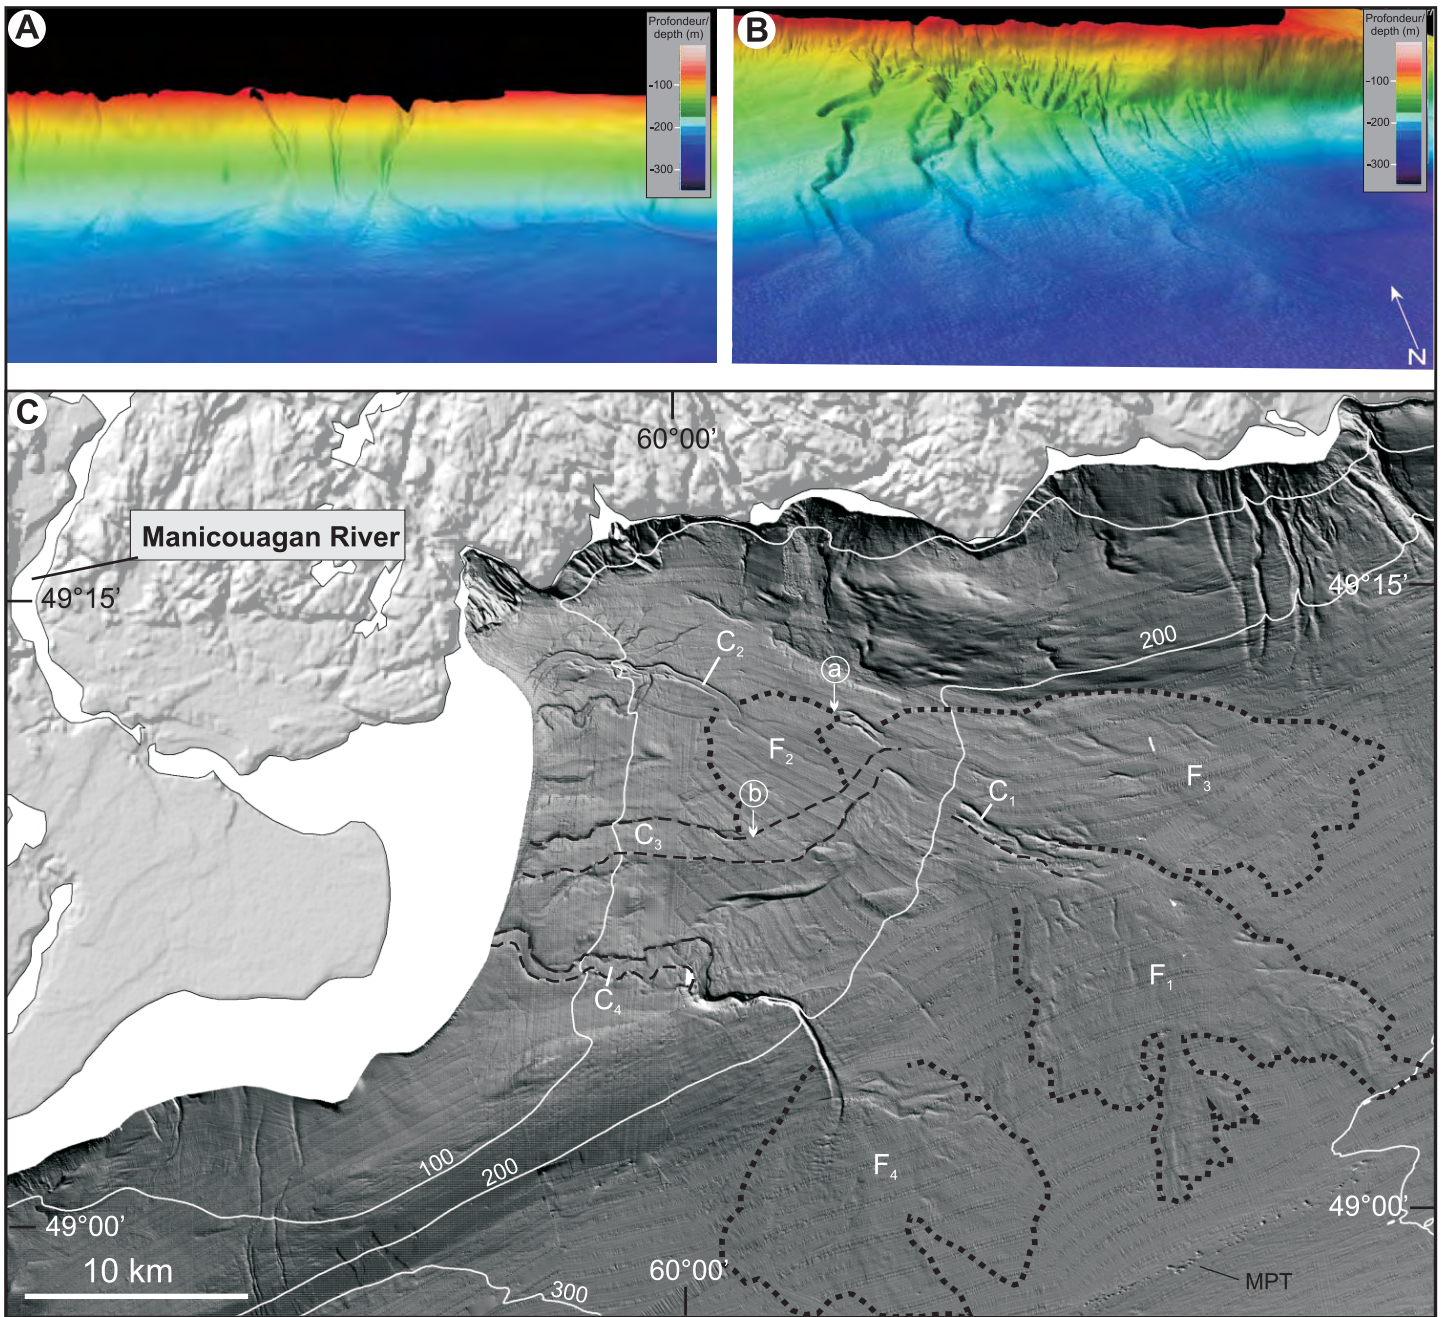 A
Profondeur/
depth (m)
-100
-200
-300
B
Profondeur/
depth (m)
-100
-200
-300
N
C
60°00’
Manicouagan River
49°15’
49°15’
200
C2
a
F2
F3
b
C1
C3
F1
C4
F4
100
200
49°00’
49°00’
10 km
60°00’
300
MPT